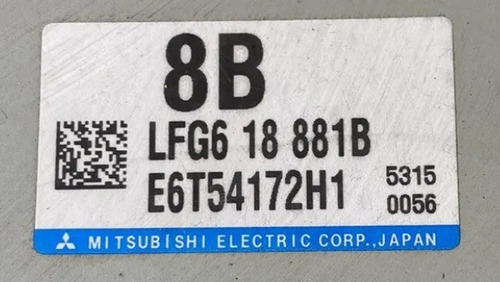 8B
LFG6 18 881B
E6T54172H1 5315
0056
MITSUBISHI ELECTRIC CORP.,JAPAN